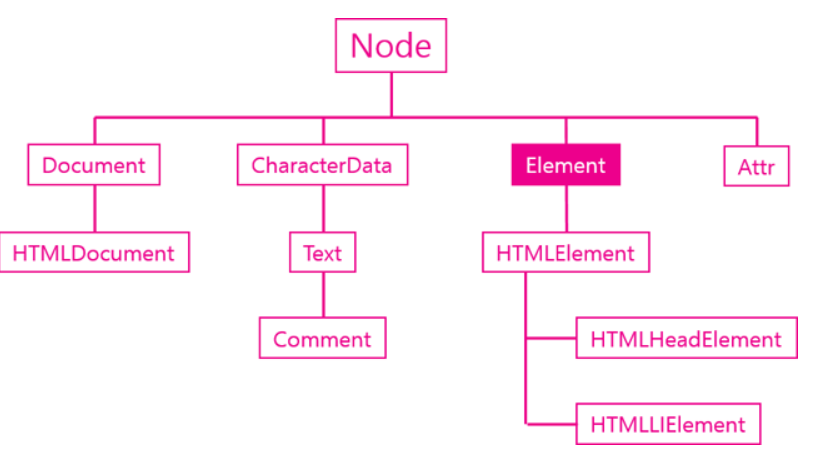 Node
Document
CharacterData
Element
Attr
HTMLDocument
Text
HTMLElement
Comment
HTMLHeadElement
HTMLLIElement